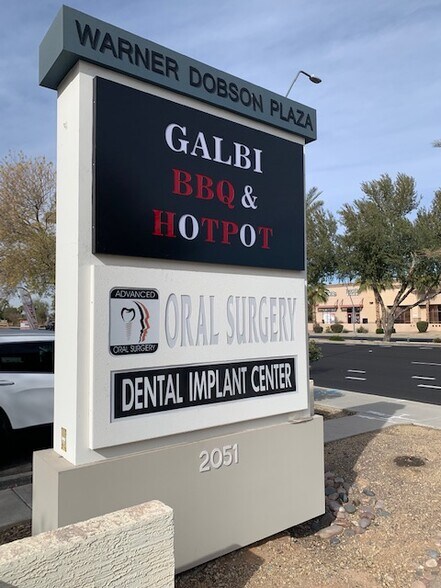 WARNER DOBSON PLAZA
GALBI
BBQ &
HOTPOT
ADVANCED
ORAL SURGERY
ORAL SURGERY
DENTAL IMPLANT CENTER
2051